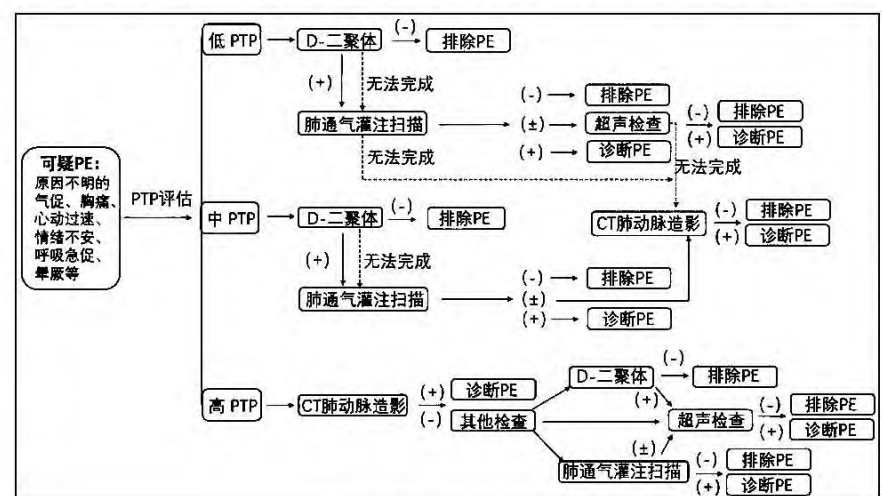 低 PTP
D-二聚体
(-)
排除PE
(+)
无法完成
肺通气灌注扫描
(-)
排除PE
(±)
超声检查
(-)
排除PE
(+)
诊断PE
(+)
诊断PE
无法完成
无法完成
可疑PE：
原因不明的
气促、胸痛、
心动过速、
情绪不安、
呼吸急促、
晕厥等
PTP评估
中 PTP
D-二聚体
(-)
排除PE
(+)
无法完成
肺通气灌注扫描
(-)
排除PE
(±)
(+)
诊断PE
CT肺动脉造影
(-)
排除PE
(+)
诊断PE
高 PTP
CT肺动脉造影
(+)
诊断PE
(-)
其他检查
D-二聚体
(-)
排除PE
(+)
超声检查
(-)
排除PE
(+)
诊断PE
(±)
肺通气灌注扫描
(-)
排除PE
(+)
诊断PE